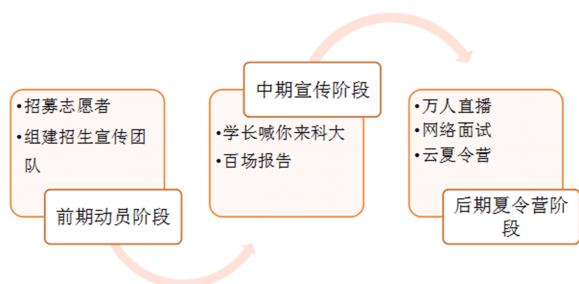 •招募志愿者
•组建招生宣传团
队
前期动员阶段
中期宣传阶段
•学长喊你来科大
•百场报告
•万人直播
•网络面试
•云夏令营
后期夏令营阶
段